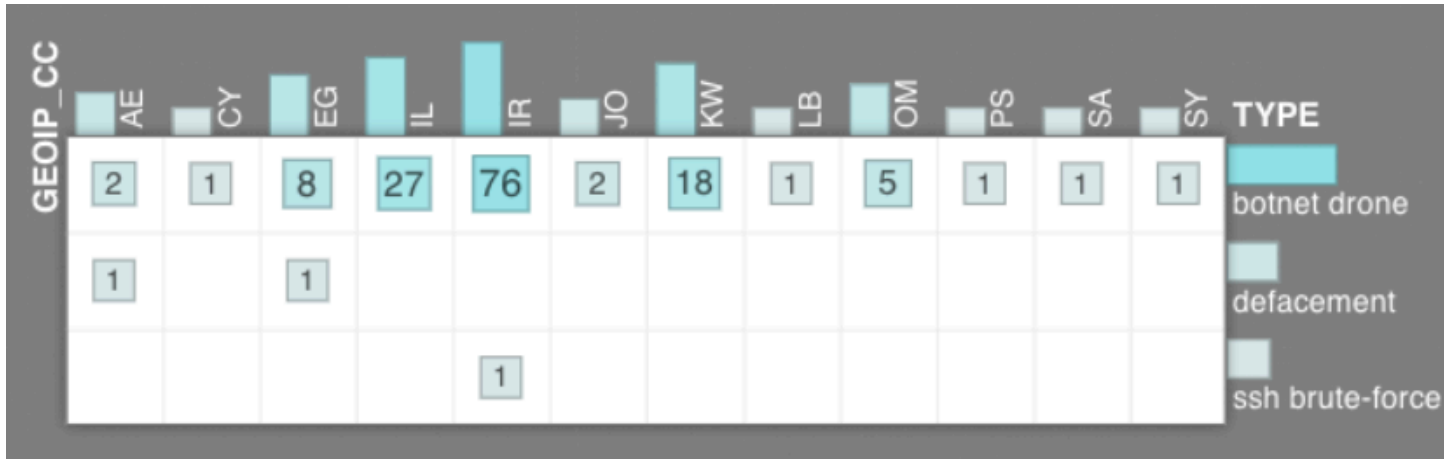 GEOIP_CC
AE CY EG IL IR JO KW LB OM PS SA SY TYPE
2 1 8 27 76 2 18 1 5 1 1 1
botnet drone
1 1
defacement
1
ssh brute-force